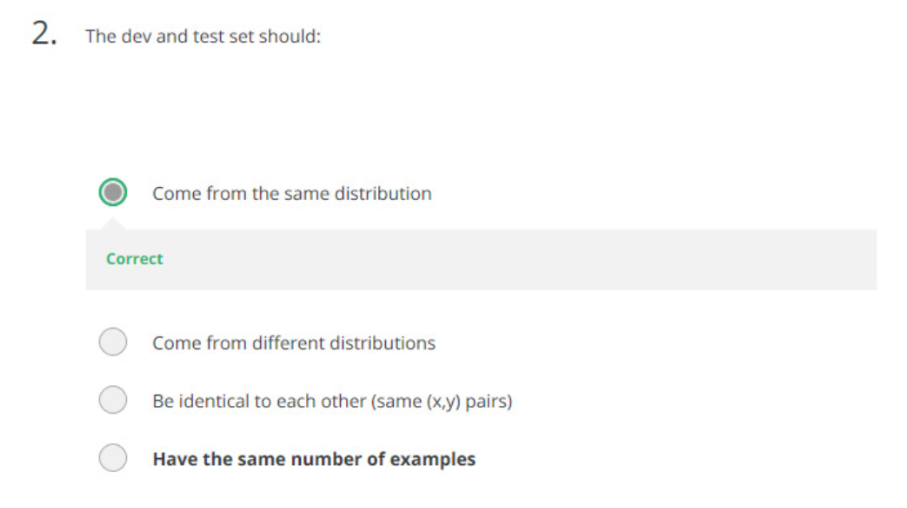 2. The dev and test set should:
Come from the same distribution
Correct
Come from different distributions
Be identical to each other (same (x,y) pairs)
Have the same number of examples